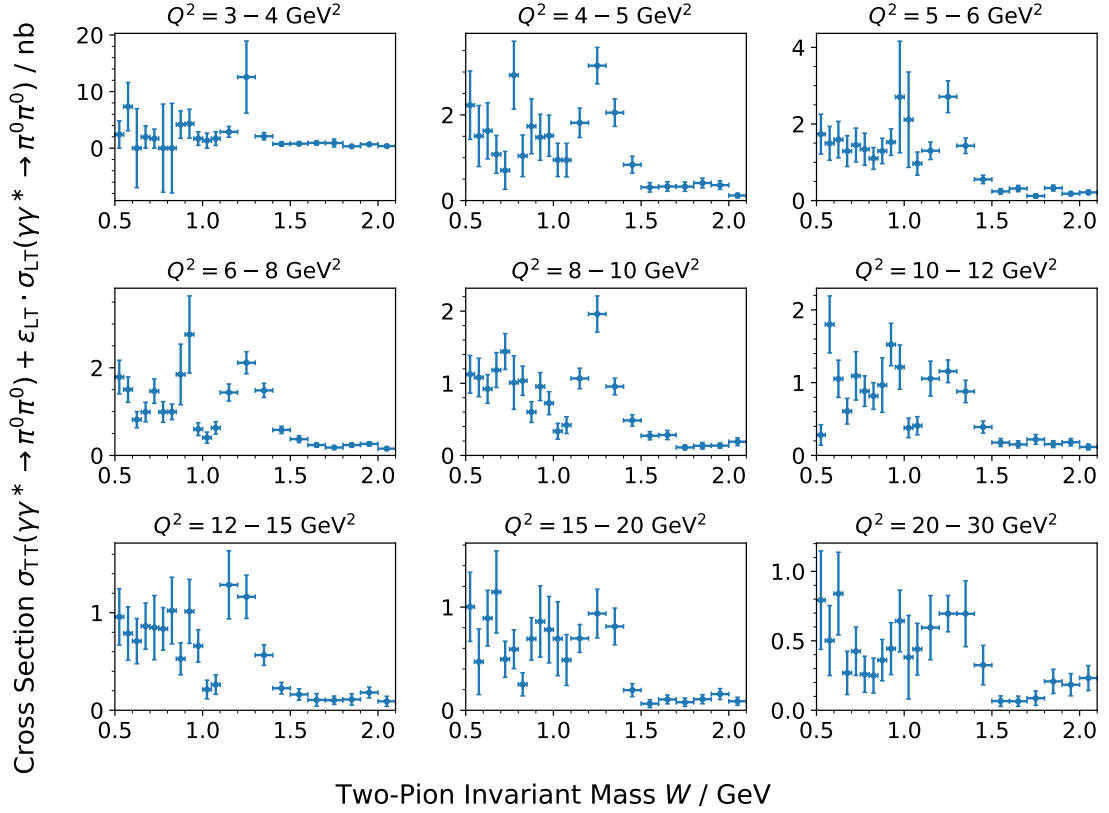 Cross Section σ_TT(γγ* → π⁰π⁰) + ε_LT · σ_LT(γγ* → π⁰π⁰) / nb
Q² = 3 − 4 GeV²
20
10
0
0.5 1.0 1.5 2.0
Q² = 4 − 5 GeV²
2
0
0.5 1.0 1.5 2.0
Q² = 5 − 6 GeV²
4
2
0
0.5 1.0 1.5 2.0
Q² = 6 − 8 GeV²
2
0
0.5 1.0 1.5 2.0
Q² = 8 − 10 GeV²
2
1
0
0.5 1.0 1.5 2.0
Q² = 10 − 12 GeV²
2
1
0
0.5 1.0 1.5 2.0
Q² = 12 − 15 GeV²
1
0
0.5 1.0 1.5 2.0
Q² = 15 − 20 GeV²
1
0
0.5 1.0 1.5 2.0
Q² = 20 − 30 GeV²
1.0
0.5
0.0
0.5 1.0 1.5 2.0
Two-Pion Invariant Mass W / GeV